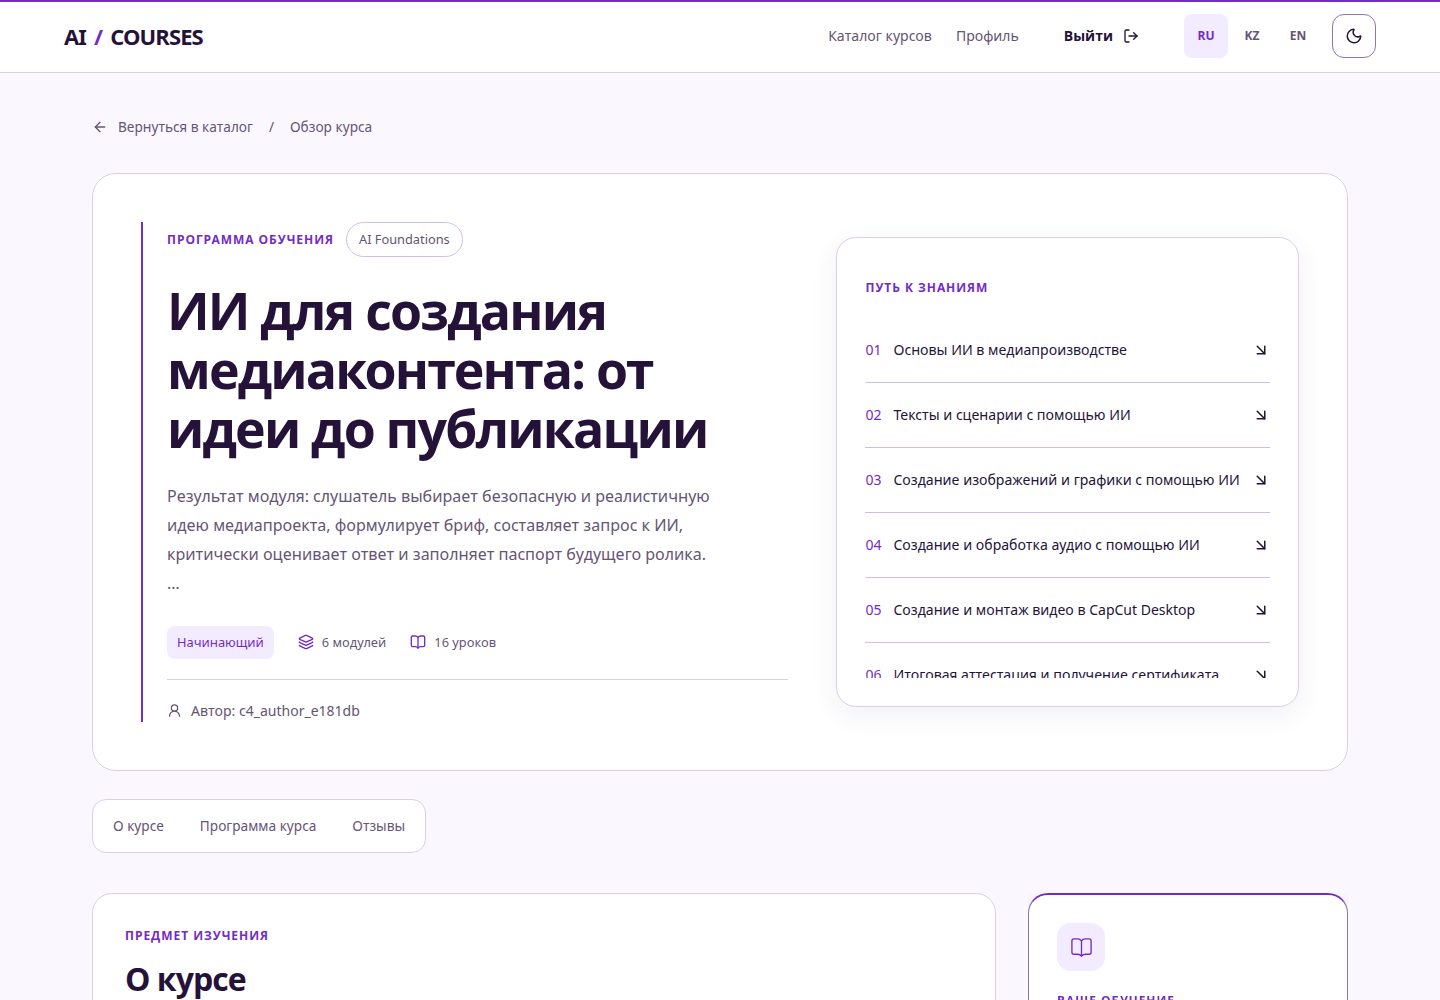 AI / COURSES
Каталог курсов
Профиль
Выйти
RU
KZ
EN
Вернуться в каталог / Обзор курса
ПРОГРАММА ОБУЧЕНИЯ
AI Foundations
ИИ для создания
медиаконтента: от
идеи до публикации
Результат модуля: слушатель выбирает безопасную и реалистичную
идею медиапроекта, формулирует бриф, составляет запрос к ИИ,
критически оценивает ответ и заполняет паспорт будущего ролика.
...
Начинающий
6 модулей
16 уроков
Автор: c4_author_e181db
ПУТЬ К ЗНАНИЯМ
01 Основы ИИ в медиапроизводстве
02 Тексты и сценарии с помощью ИИ
03 Создание изображений и графики с помощью ИИ
04 Создание и обработка аудио с помощью ИИ
05 Создание и монтаж видео в CapCut Desktop
06 Итоговая аттестация и получение сертификата
О курсе
Программа курса
Отзывы
ПРЕДМЕТ ИЗУЧЕНИЯ
О курсе
ВАШЕ ОБУЧЕНИЕ